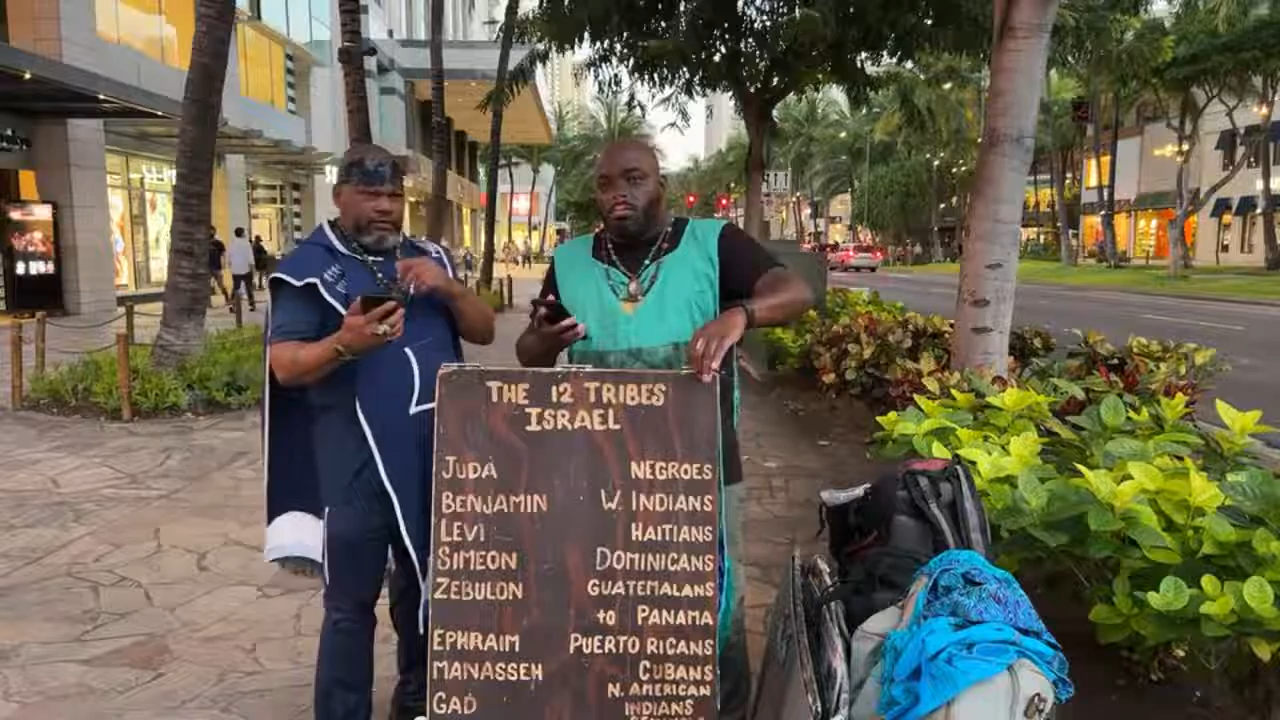 THE 12 TRIBES
ISRAEL
JUDA NEGROES
BENJAMIN W. INDIANS
LEVI HAITIANS
SIMEON DOMINICANS
ZEBULON GUATEMALANS
to PANAMA
EPHRAIM PUERTO RICANS
MANASSEH CUBANS
GAD N. AMERICAN
INDIANS